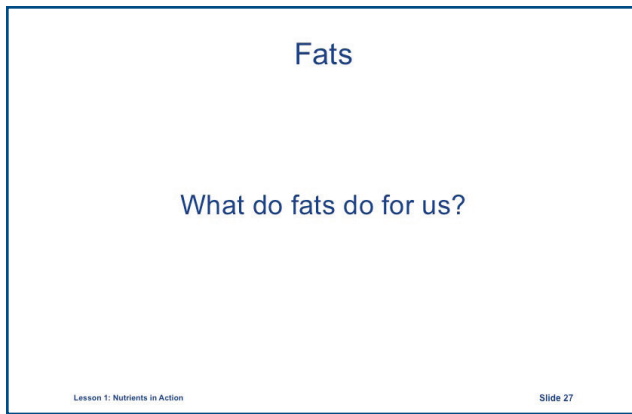 Fats
What do fats do for us?
Lesson 1: Nutrients in Action
Slide 27